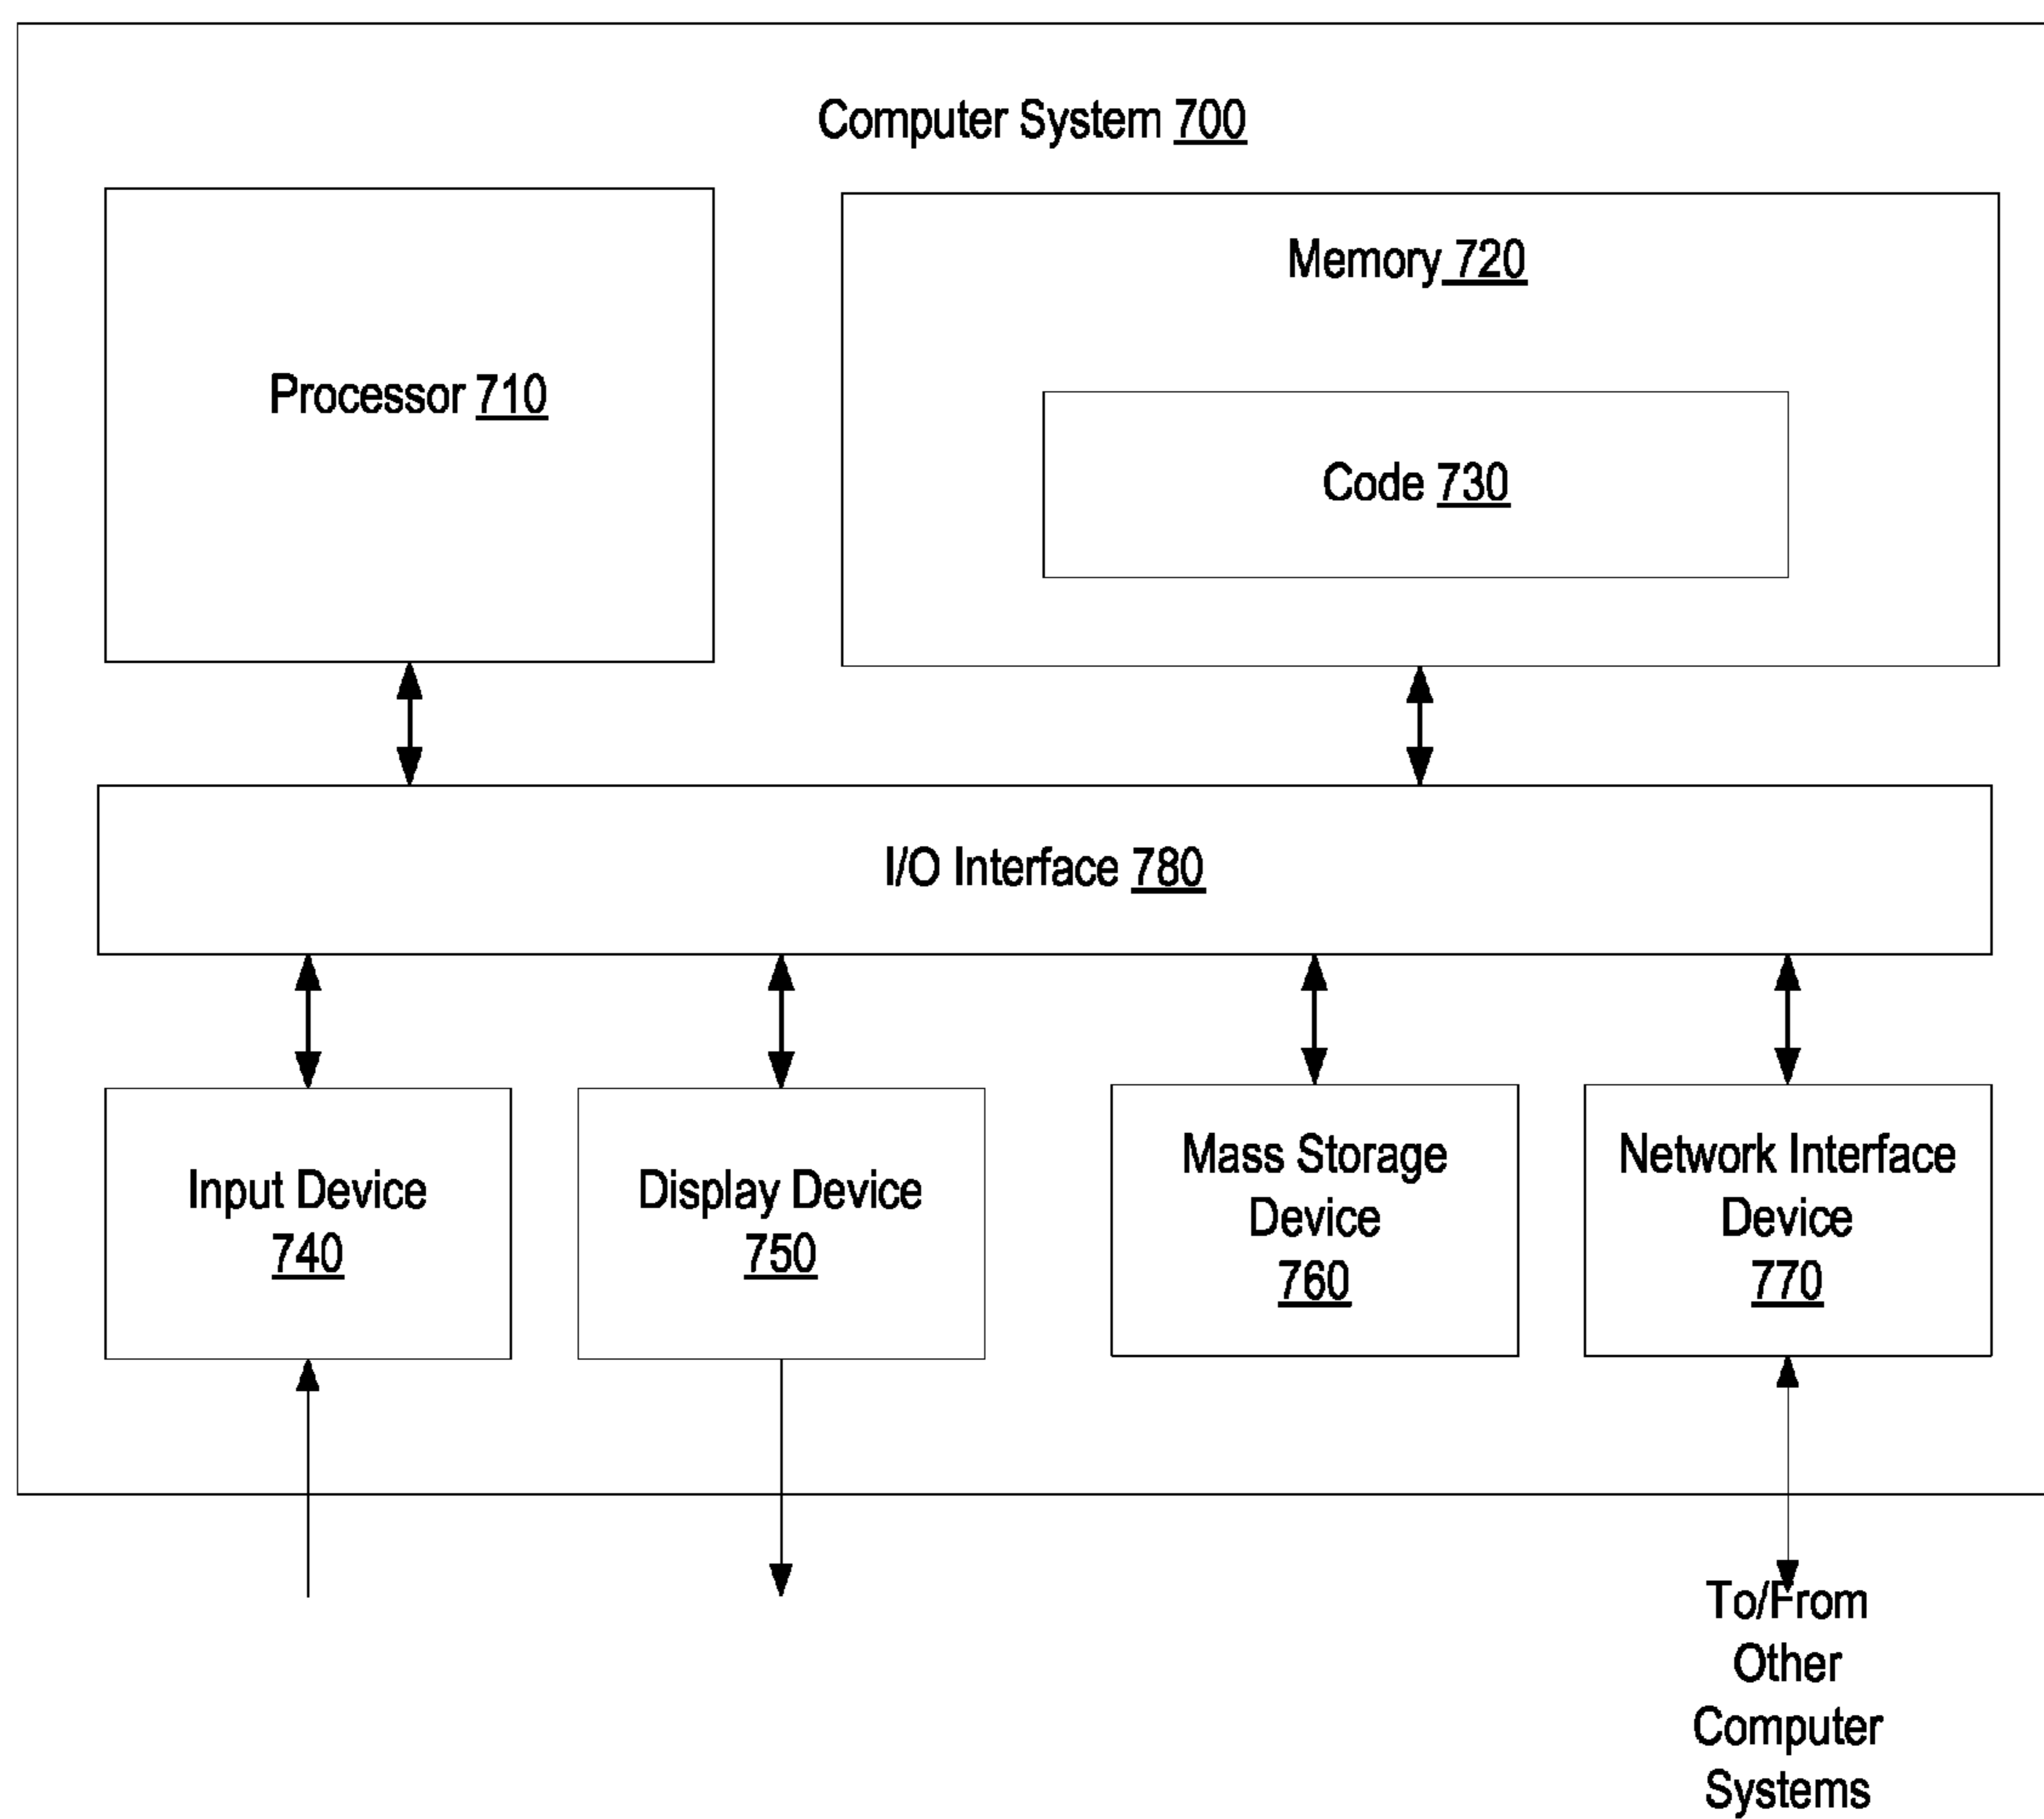 Computer System 700
Memory 720
Processor 710
Code 730
I/O Interface 780
Input Device
740
Display Device
750
Mass Storage
Device
760
Network Interface
Device
770
To/From
Other
Computer
Systems